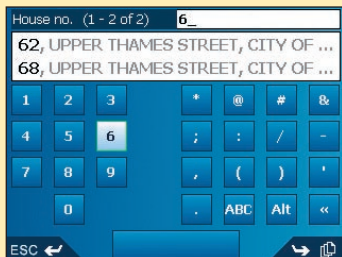 House no. (1 - 2 of 2) 6_
62, UPPER THAMES STREET, CITY OF ...
68, UPPER THAMES STREET, CITY OF ...
1 2 3 * @ # &
4 5 6 ; : / -
7 8 9 , ( ) '
0 . ABC Alt «
ESC